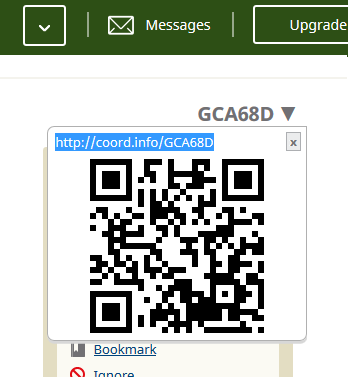 Messages
Upgrade
GCA68D ▼
http://coord.info/GCA68D
x
Bookmark
Ignore